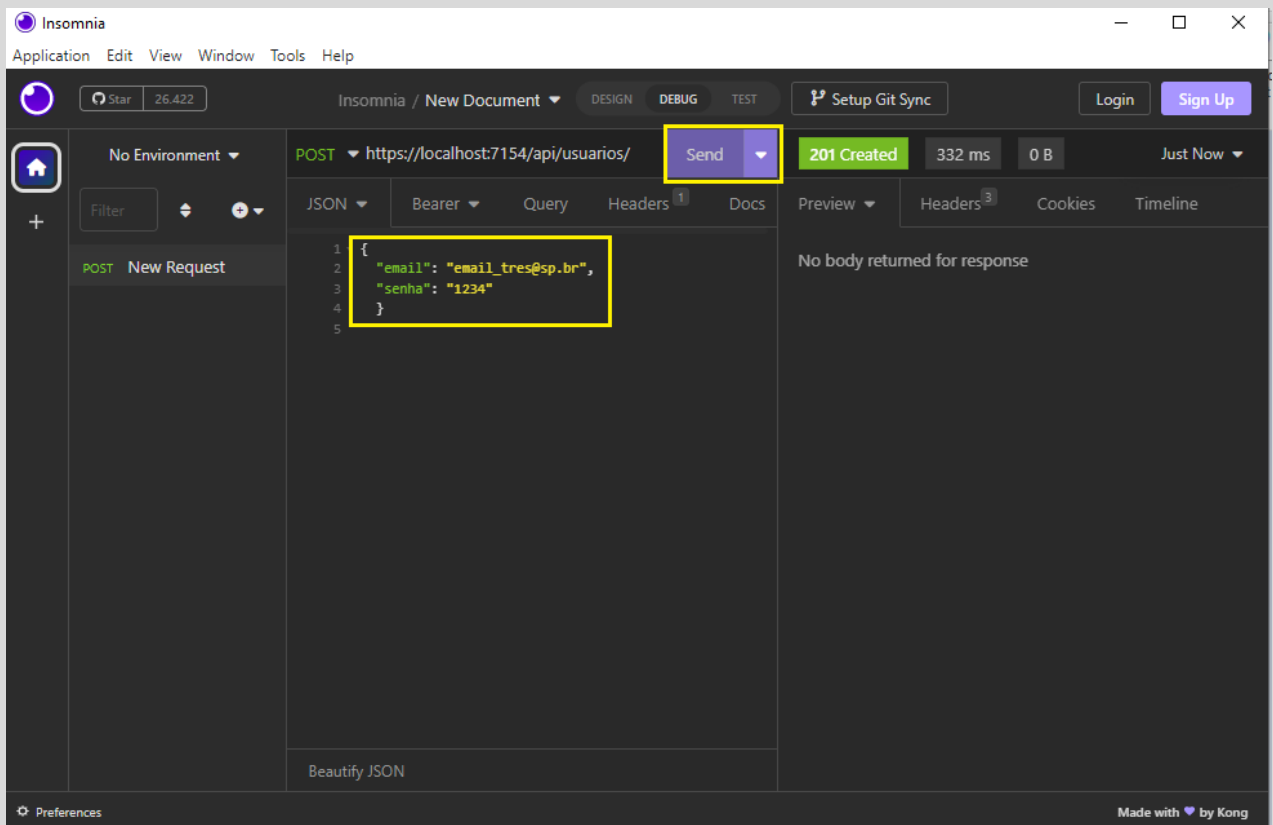 Insomnia
Application Edit View Window Tools Help
Star 26.422
Insomnia / New Document
DESIGN DEBUG TEST
Setup Git Sync
Login Sign Up
No Environment
POST https://localhost:7154/api/usuarios/
Send
201 Created 332 ms 0 B
Just Now
Filter
JSON Bearer Query Headers 1 Docs
Preview Headers 3 Cookies Timeline
POST New Request
1 {
2 "email": "email_tres@sp.br",
3 "senha": "1234"
4 }
5
No body returned for response
Beautify JSON
Preferences
Made with 💜 by Kong